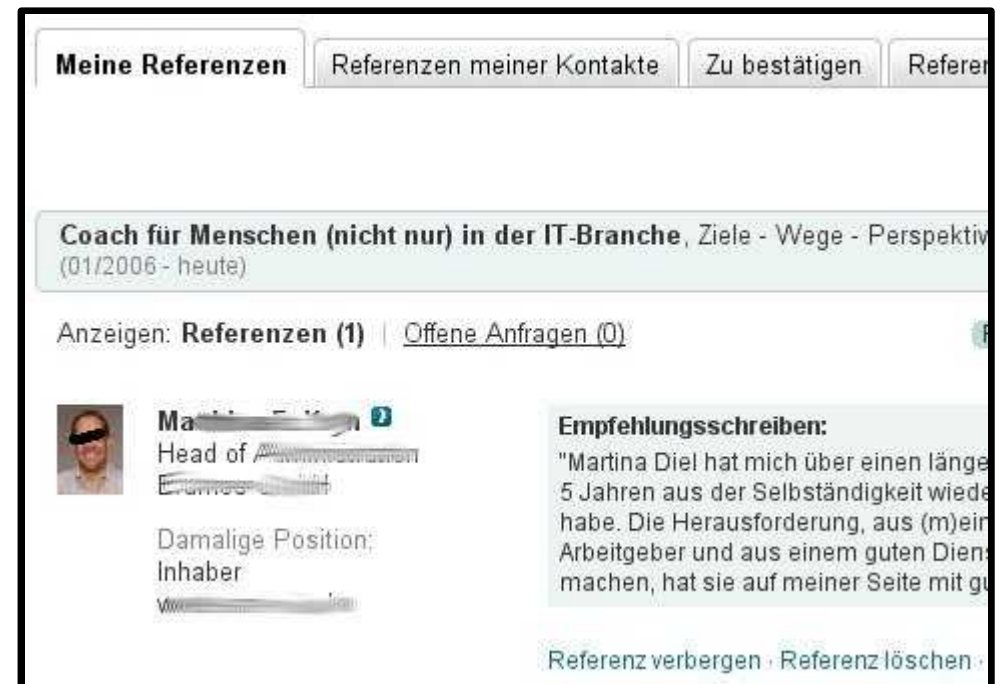 Meine Referenzen Referenzen meiner Kontakte Zu bestätigen
Coach für Menschen (nicht nur) in der IT-Branche, Ziele - Wege -
(01/2006 - heute)
Anzeigen: Referenzen (1) | Offene Anfragen (0)
Head of
Damalige Position:
Inhaber
Empfehlungsschreiben:
"Martina Diel hat mich über einen
5 Jahren aus der Selbständigkeit
habe. Die Herausforderung, aus
Arbeitgeber und aus einem guten
machen, hat sie auf meiner Seite mit
Referenz verbergen · Referenz löschen ·